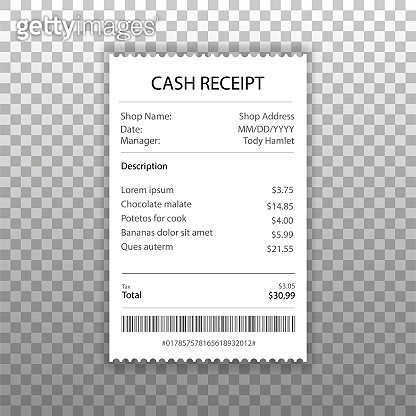 gettyimages
CASH RECEIPT
Shop Name: Shop Address
Date: MM/DD/YYYY
Manager: Tody Hamlet
Description
Lorem ipsum $3.75
Chocolate malate $14.85
Potetos for cook $4.00
Bananas dolor sit amet $5.99
Ques auterm $21.55
Tax $3.05
Total $30.99
#017857578165618932012#